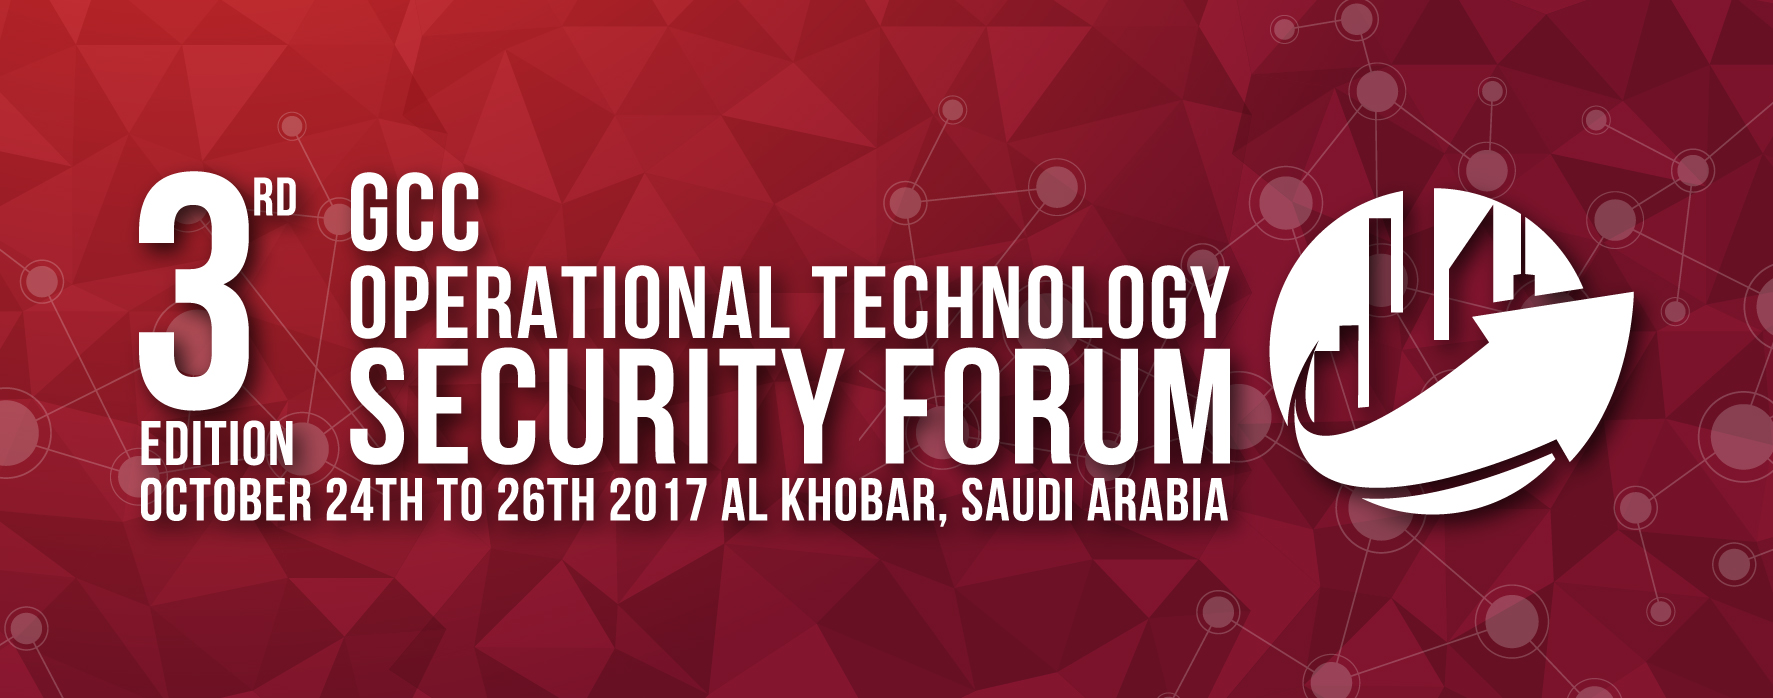 3RD
EDITION
GCC
OPERATIONAL TECHNOLOGY
SECURITY FORUM
OCTOBER 24TH TO 26TH 2017 AL KHOBAR, SAUDI ARABIA